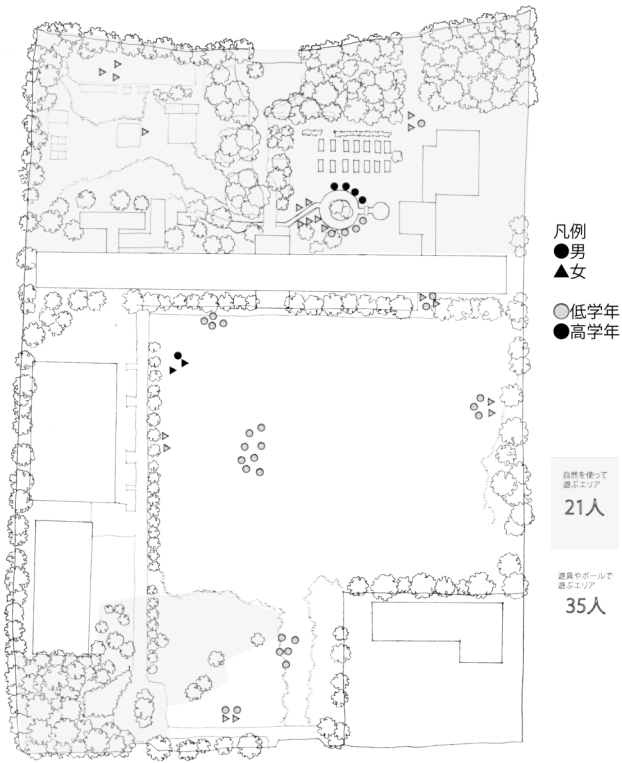 凡例
●男
▲女
低学年
●高学年
自然を使って
遊ぶエリア
21人
遊具やボールで
遊ぶエリア
35人